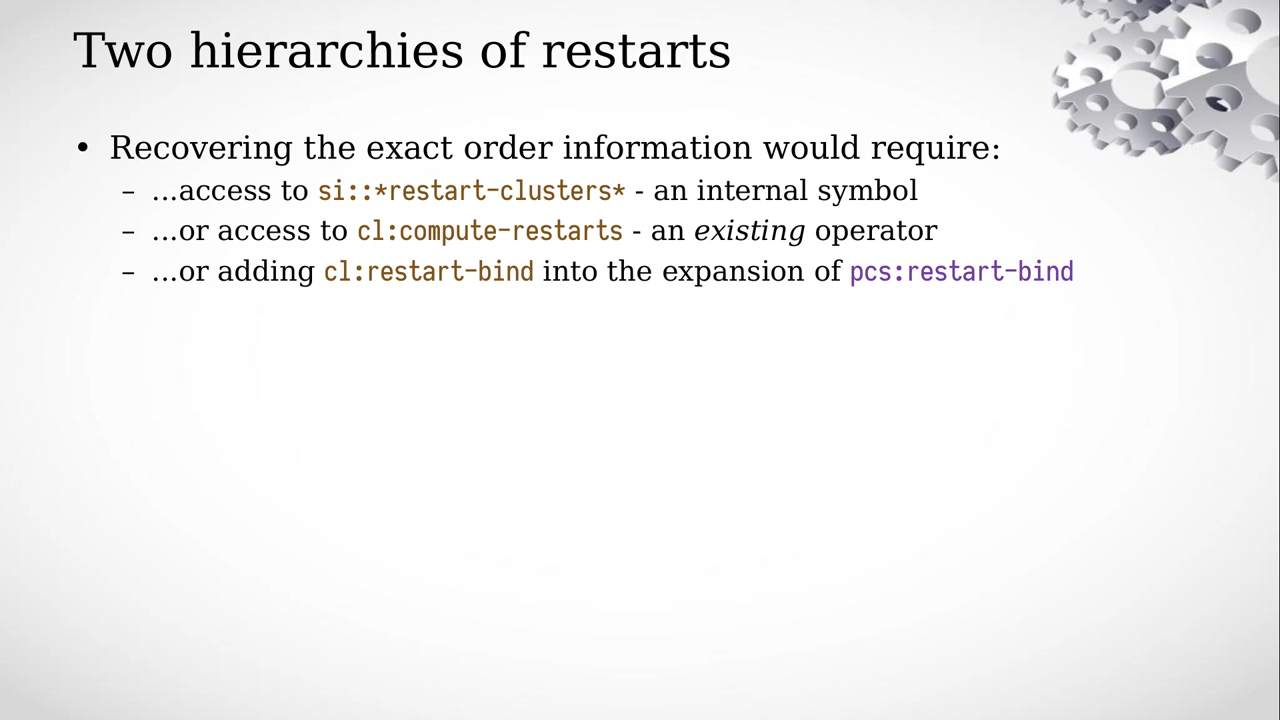 Two hierarchies of restarts
• Recovering the exact order information would require:
– ...access to si::*restart-clusters* - an internal symbol
– ...or access to cl:compute-restarts - an existing operator
– ...or adding cl:restart-bind into the expansion of pcs:restart-bind